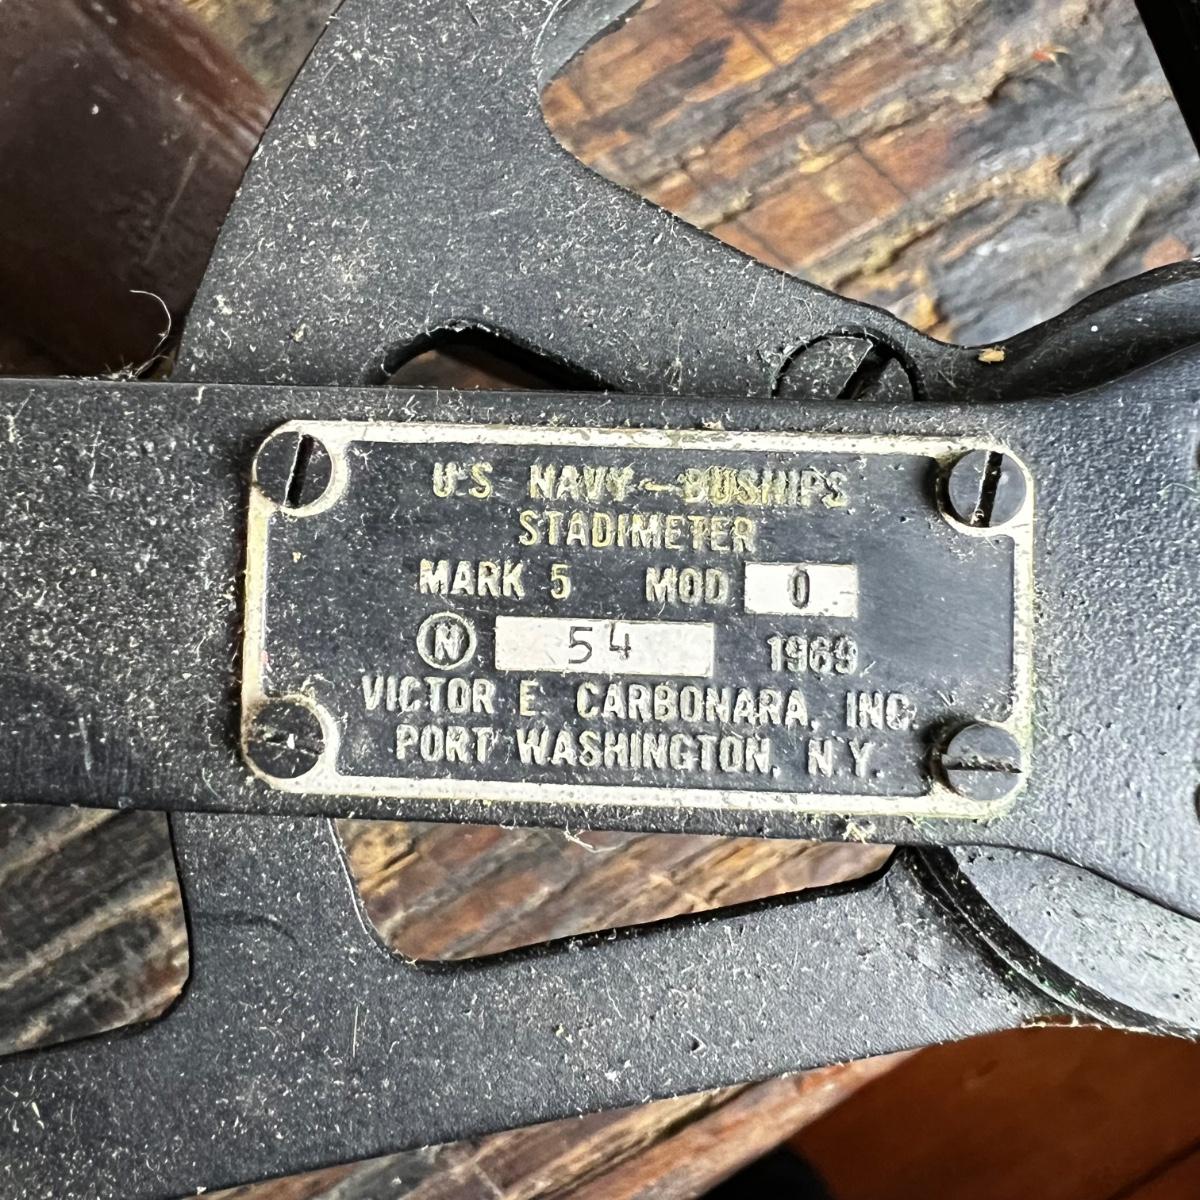 U.S. NAVY - BUSHIPS
STADIMETER
MARK 5 MOD 0
N 54 1969
VICTOR E. CARBONARA, INC.
PORT WASHINGTON, N.Y.